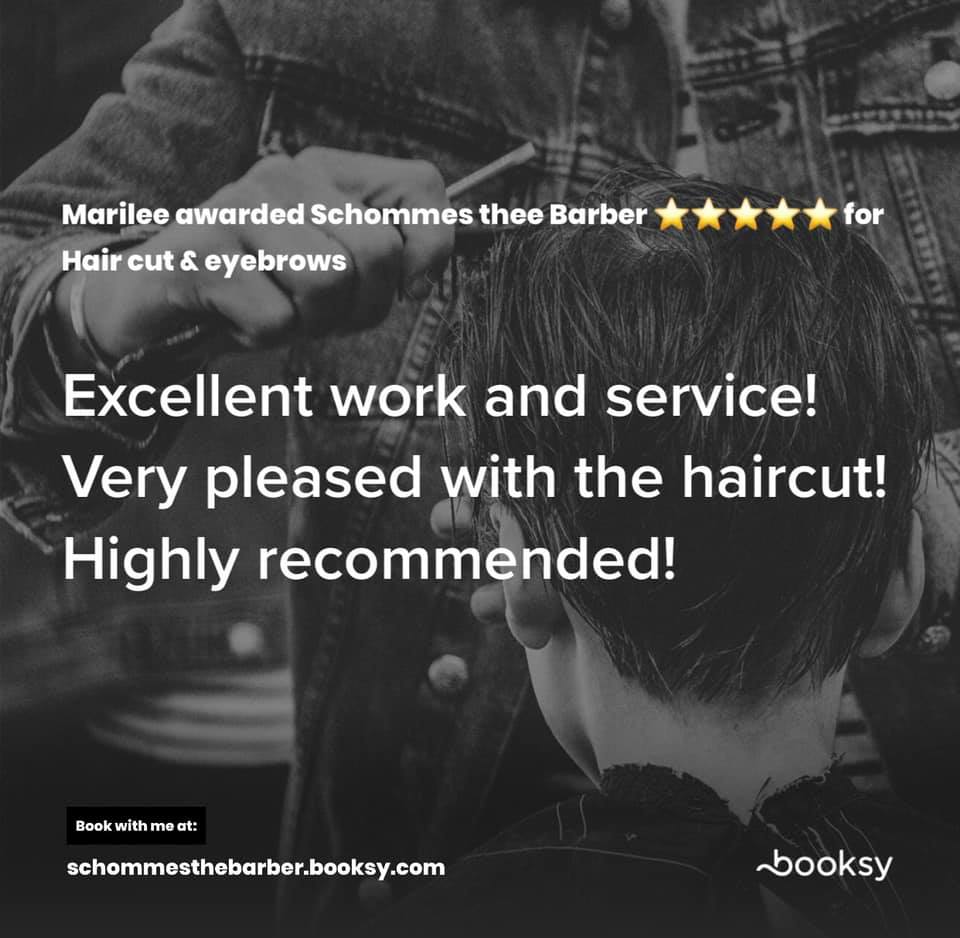 Marilee awarded Schommes thee Barber ⭐⭐⭐⭐⭐ for
Hair cut & eyebrows
Excellent work and service!
Very pleased with the haircut!
Highly recommended!
Book with me at:
schommesthebarber.booksy.com
booksy